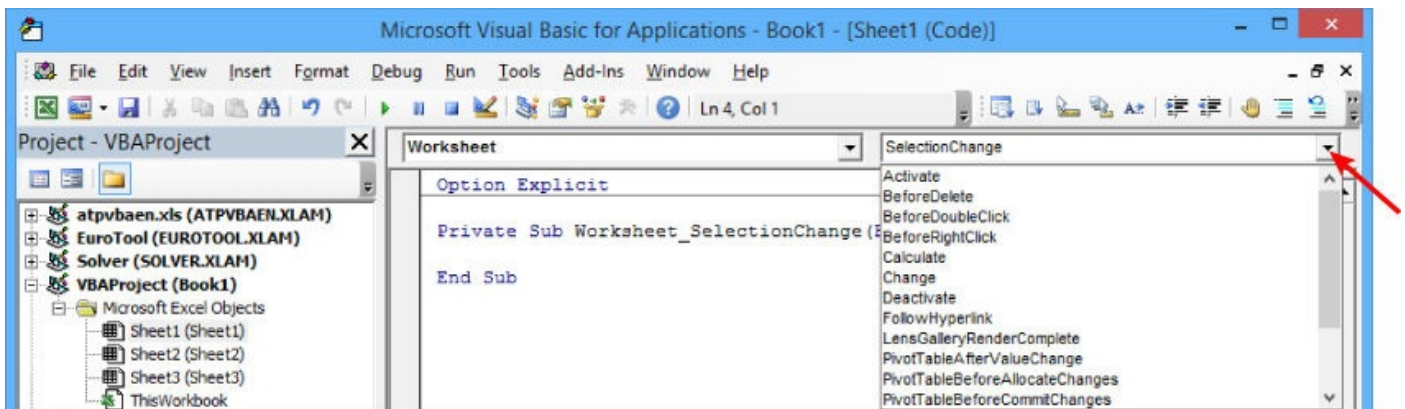 Microsoft Visual Basic for Applications - Book1 - [Sheet1 (Code)]
File Edit View Insert Format Debug Run Tools Add-Ins Window Help
Ln 4, Col 1
Project - VBAProject
Worksheet
SelectionChange
atpvbaen.xls (ATPVBAEN.XLAM)
EuroTool (EUROTOOL.XLAM)
Solver (SOLVER.XLAM)
VBAProject (Book1)
Microsoft Excel Objects
Sheet1 (Sheet1)
Sheet2 (Sheet2)
Sheet3 (Sheet3)
ThisWorkbook
Option Explicit
Private Sub Worksheet_SelectionChange(
End Sub
Activate
BeforeDelete
BeforeDoubleClick
BeforeRightClick
Calculate
Change
Deactivate
FollowHyperlink
LensGalleryRenderComplete
PivotTableAfterValueChange
PivotTableBeforeAllocateChanges
PivotTableBeforeCommitChanges